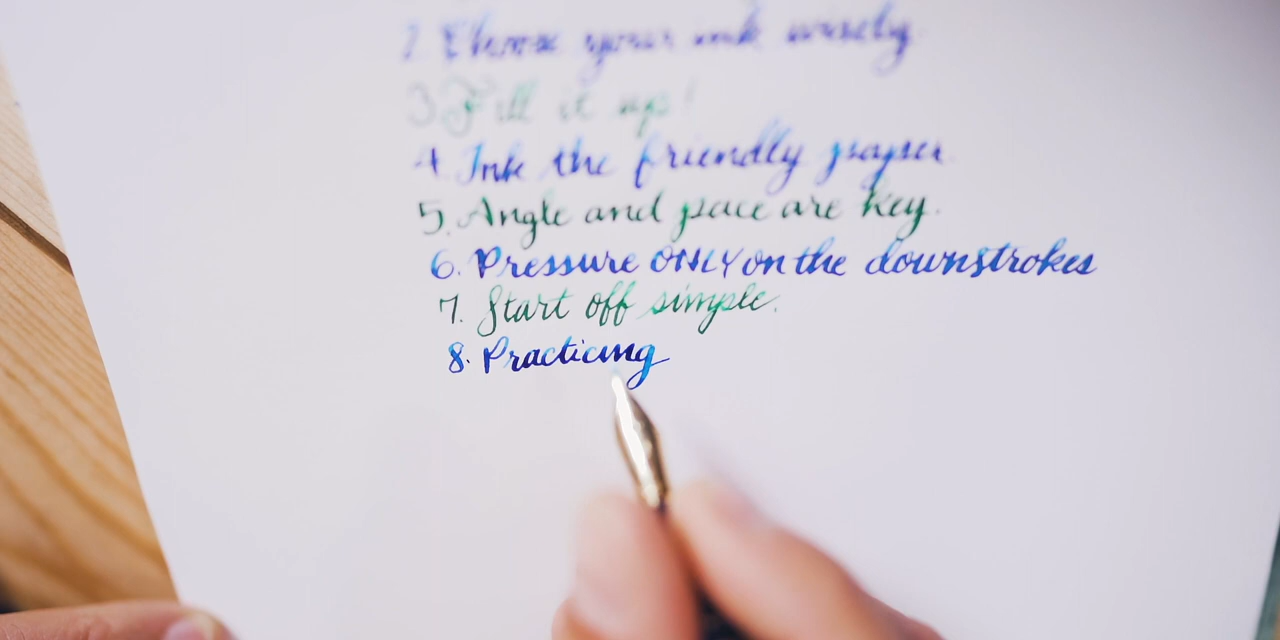 2. Choose your ink wisely.
3 Fill it up!
4. Ink the friendly paper
5. Angle and pace are key.
6. Pressure ONLY on the downstrokes
7. Start off simple.
8. Practicing